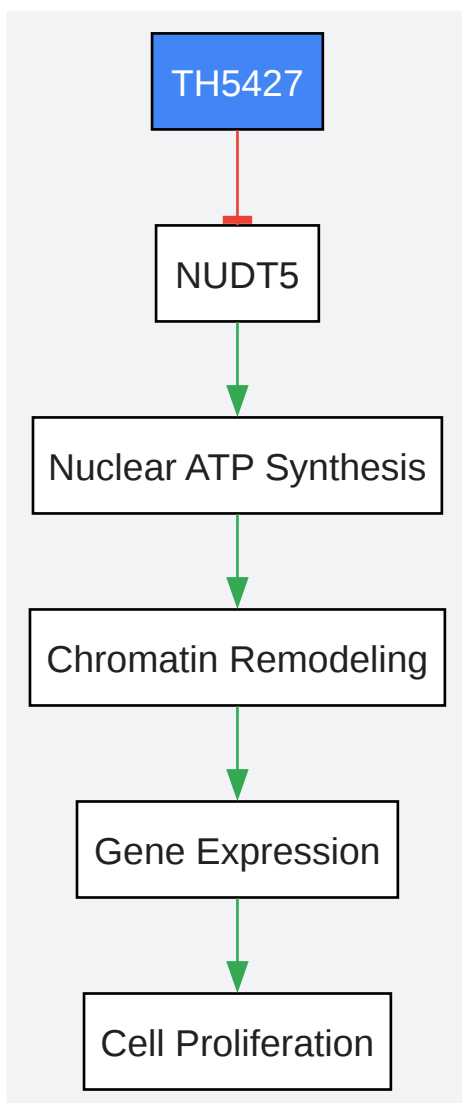 TH5427
NUDT5
Nuclear ATP Synthesis
Chromatin Remodeling
Gene Expression
Cell Proliferation